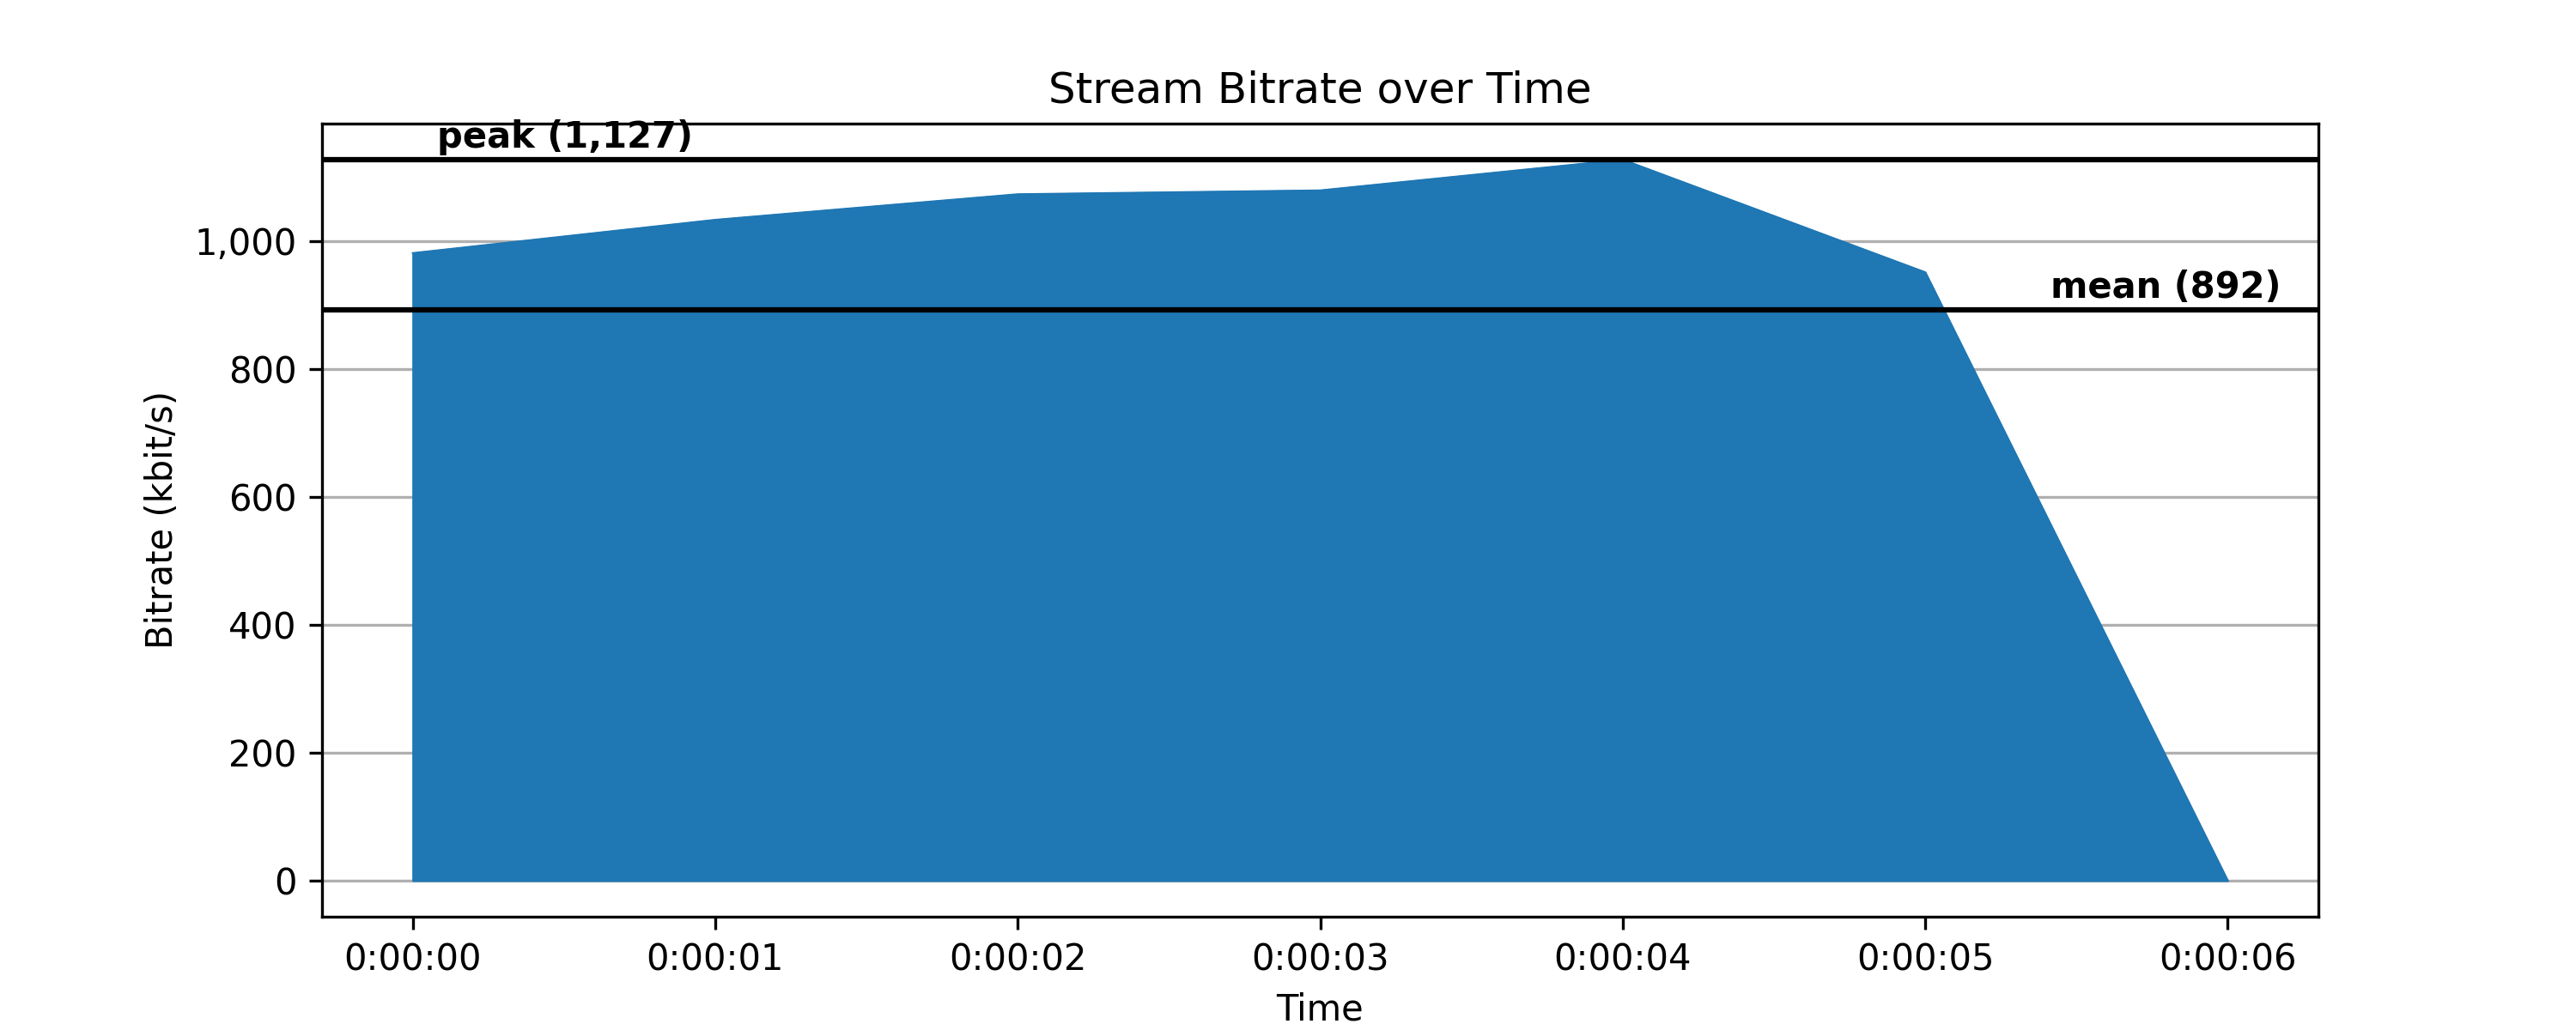 Stream Bitrate over Time
peak (1,127)
1,000
mean (892)
800
600
400
200
0
Bitrate (kbit/s)
0:00:00 0:00:01 0:00:02 0:00:03 0:00:04 0:00:05 0:00:06
Time